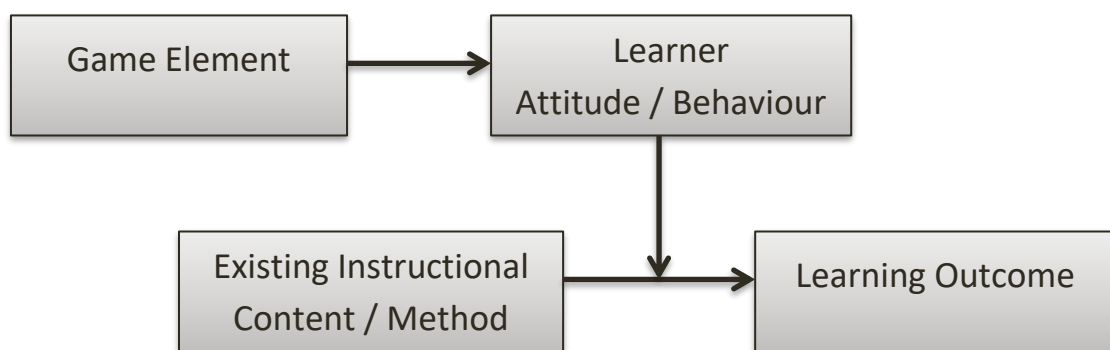 Game Element
Learner
Attitude / Behaviour
Existing Instructional
Content / Method
Learning Outcome